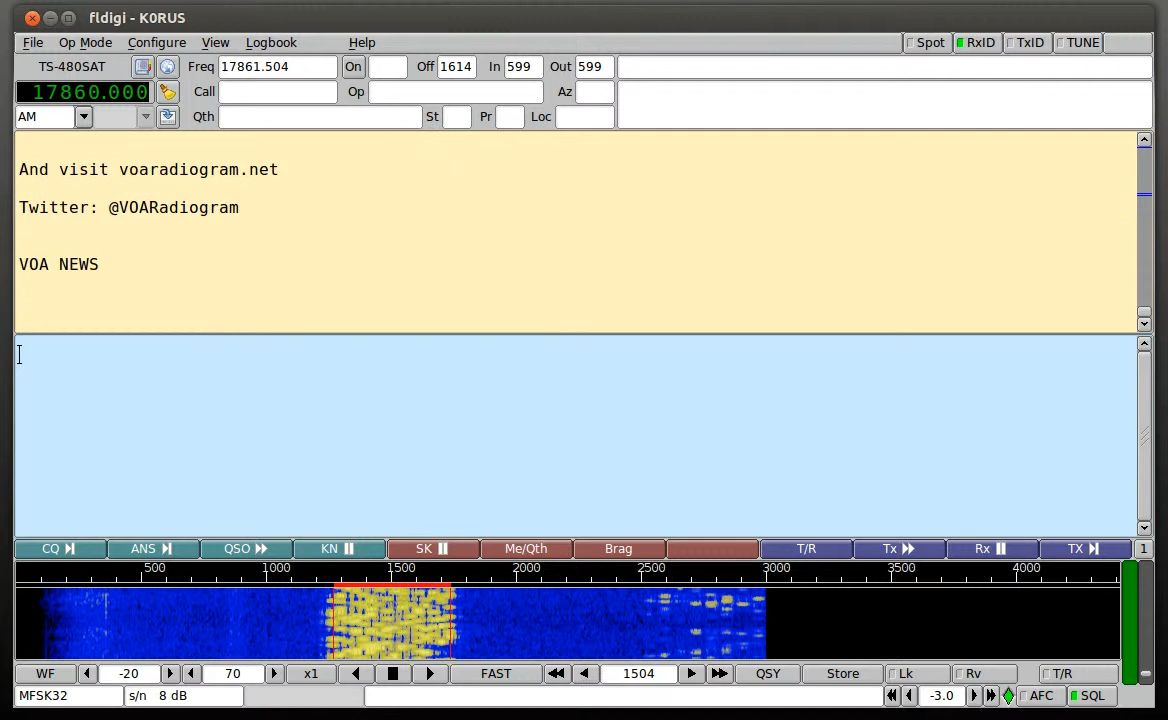 fldigi - K0RUS
File Op Mode Configure View Logbook Help Spot RxID TxID TUNE
TS-480SAT Freq 17861.504 On Off 1614 In 599 Out 599
17860.000 Call Op Az
AM Qth St Pr Loc
And visit voaradiogram.net
Twitter: @VOARadiogram
VOA NEWS
CQ ANS QSO KN SK Me/Qth Brag T/R Tx Rx TX 1
500 1000 1500 2000 2500 3000 3500 4000
WF -20 70 x1 FAST 1504 QSY Store Lk Rv T/R
MFSK32 s/n 8 dB -3.0 AFC SQL